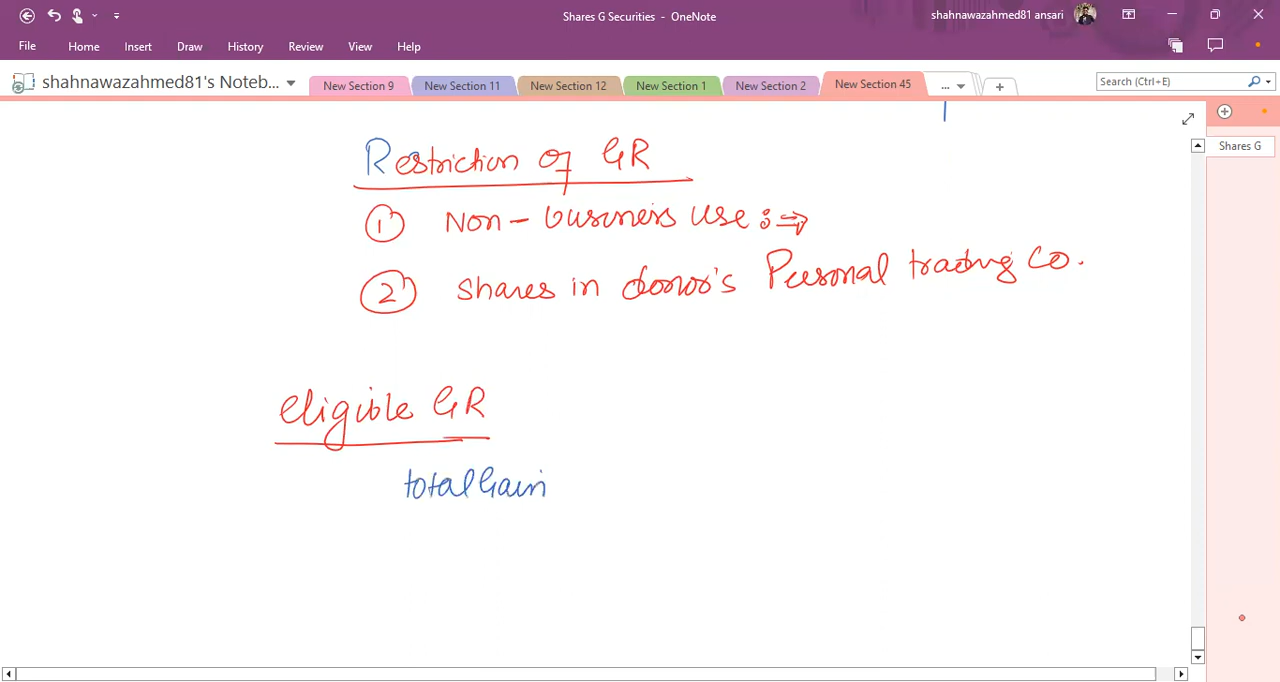 Shares G Securities - OneNote
shahnawazahmed81 ansari
File Home Insert Draw History Review View Help
shahnawazahmed81's Noteb...
New Section 9 New Section 11 New Section 12 New Section 1 New Section 2 New Section 45 ...
Search (Ctrl+E)
Shares G
Restriction of GR
1 Non-business use :⇒
2 Shares in donor's Personal trading Co.
eligible GR
total Gain